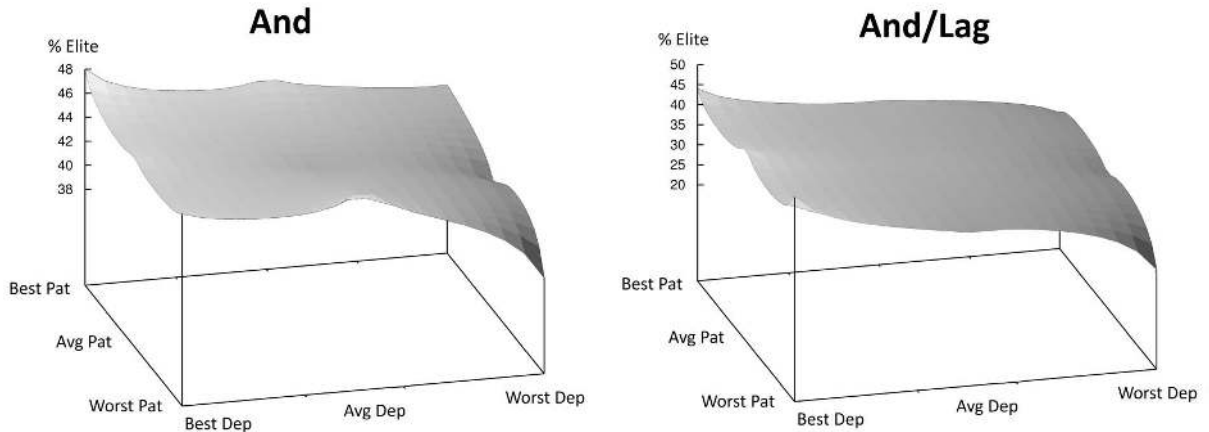 And
% Elite
48
46
44
42
40
38
Best Pat
Avg Pat
Worst Pat
Best Dep
Avg Dep
Worst Dep
And/Lag
% Elite
50
45
40
35
30
25
20
Best Pat
Avg Pat
Worst Pat
Best Dep
Avg Dep
Worst Dep